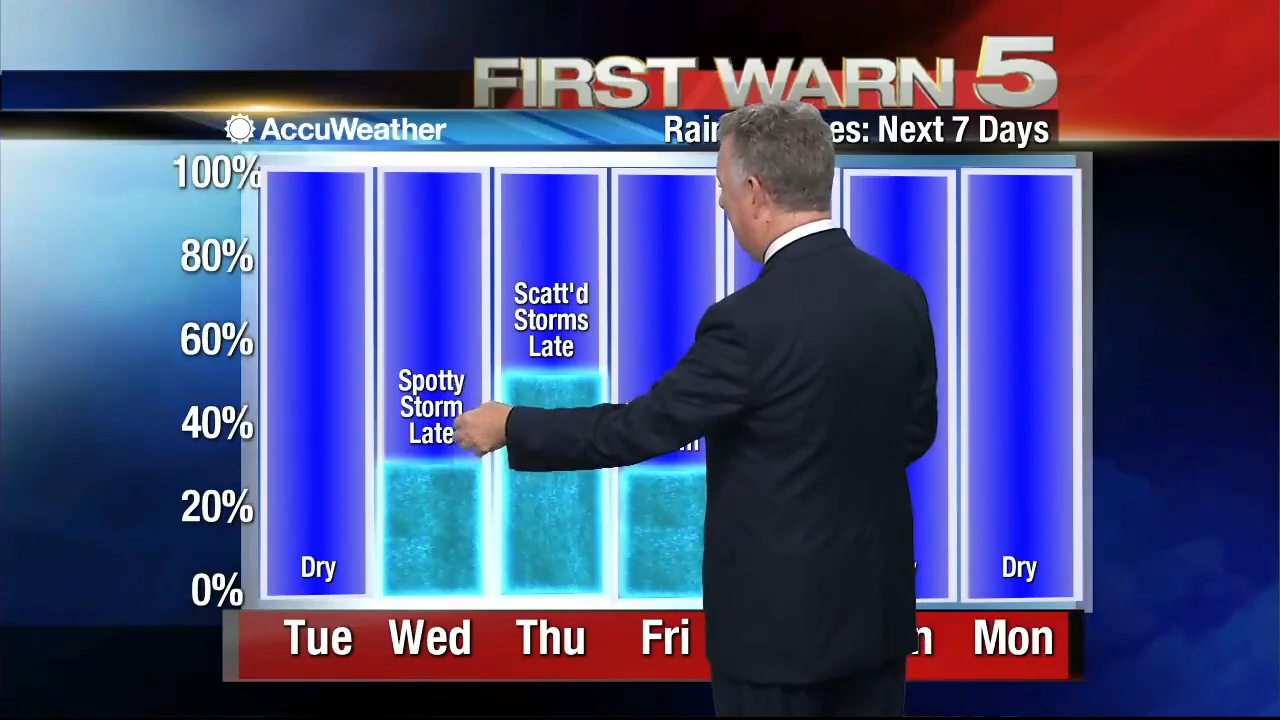 FIRST WARN 5
AccuWeather
es: Next 7 Days
100%
80%
60%
40%
20%
0%
Scatt'd
Storms
Late
Spotty
Storm
Late
Dry
Dry
Tue Wed Thu Fri Mon